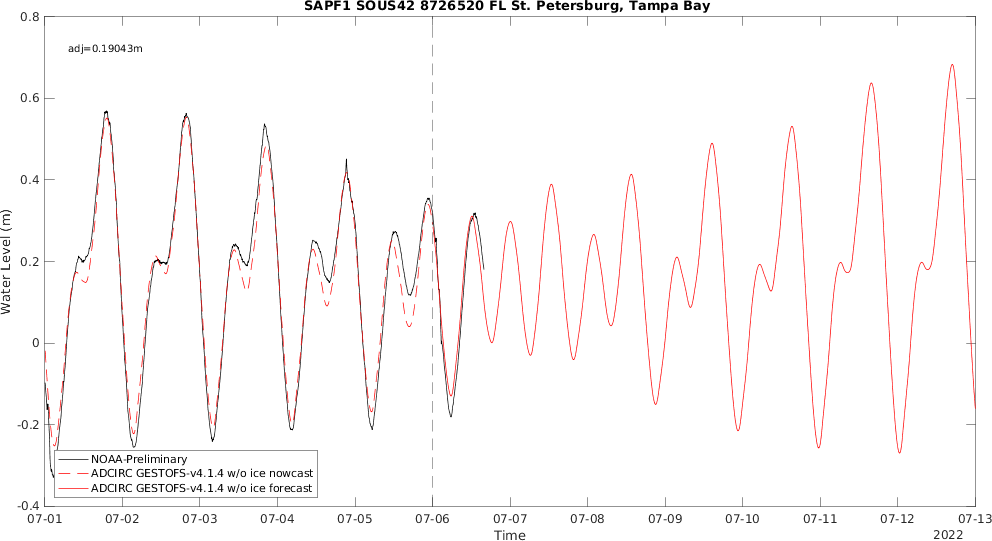 SAPF1 SOUS42 8726520 FL St. Petersburg, Tampa Bay
0.8
adj=0.19043m
0.6
0.4
0.2
0
-0.2
-0.4
Water Level (m)
NOAA-Preliminary
ADCIRC GESTOFS-v4.1.4 w/o ice nowcast
ADCIRC GESTOFS-v4.1.4 w/o ice forecast
07-01 07-02 07-03 07-04 07-05 07-06 07-07 07-08 07-09 07-10 07-11 07-12 07-13
Time
2022